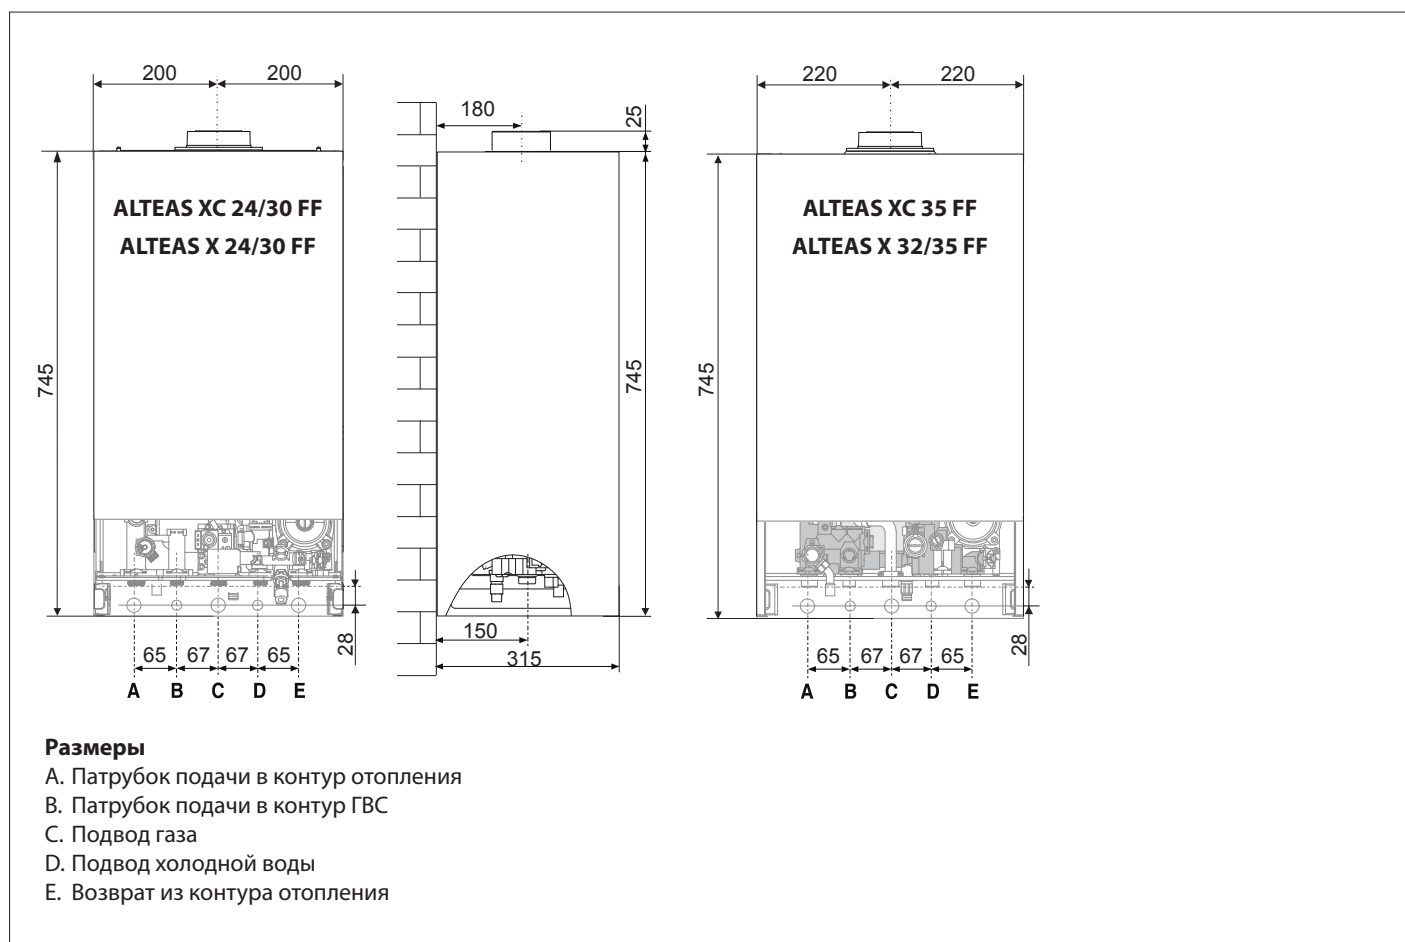 200 200
180
25
220 220
ALTEAS XC 24/30 FF
ALTEAS X 24/30 FF
ALTEAS XC 35 FF
ALTEAS X 32/35 FF
745
745
745
28
28
65 67 67 65
A B C D E
150
315
65 67 67 65
A B C D E
Размеры
A. Патрубок подачи в контур отопления
B. Патрубок подачи в контур ГВС
C. Подвод газа
D. Подвод холодной воды
E. Возврат из контура отопления